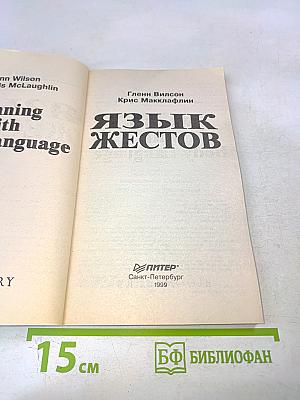 nn Wilson
is McLaughlin
nning
ith
anguage
RY
Гленн Вилсон
Крис Макклафлин
ЯЗЫК
ЖЕСТОВ
ПИТЕР
Санкт-Петербург
1999
15 см
БФ БИБЛИОФАН